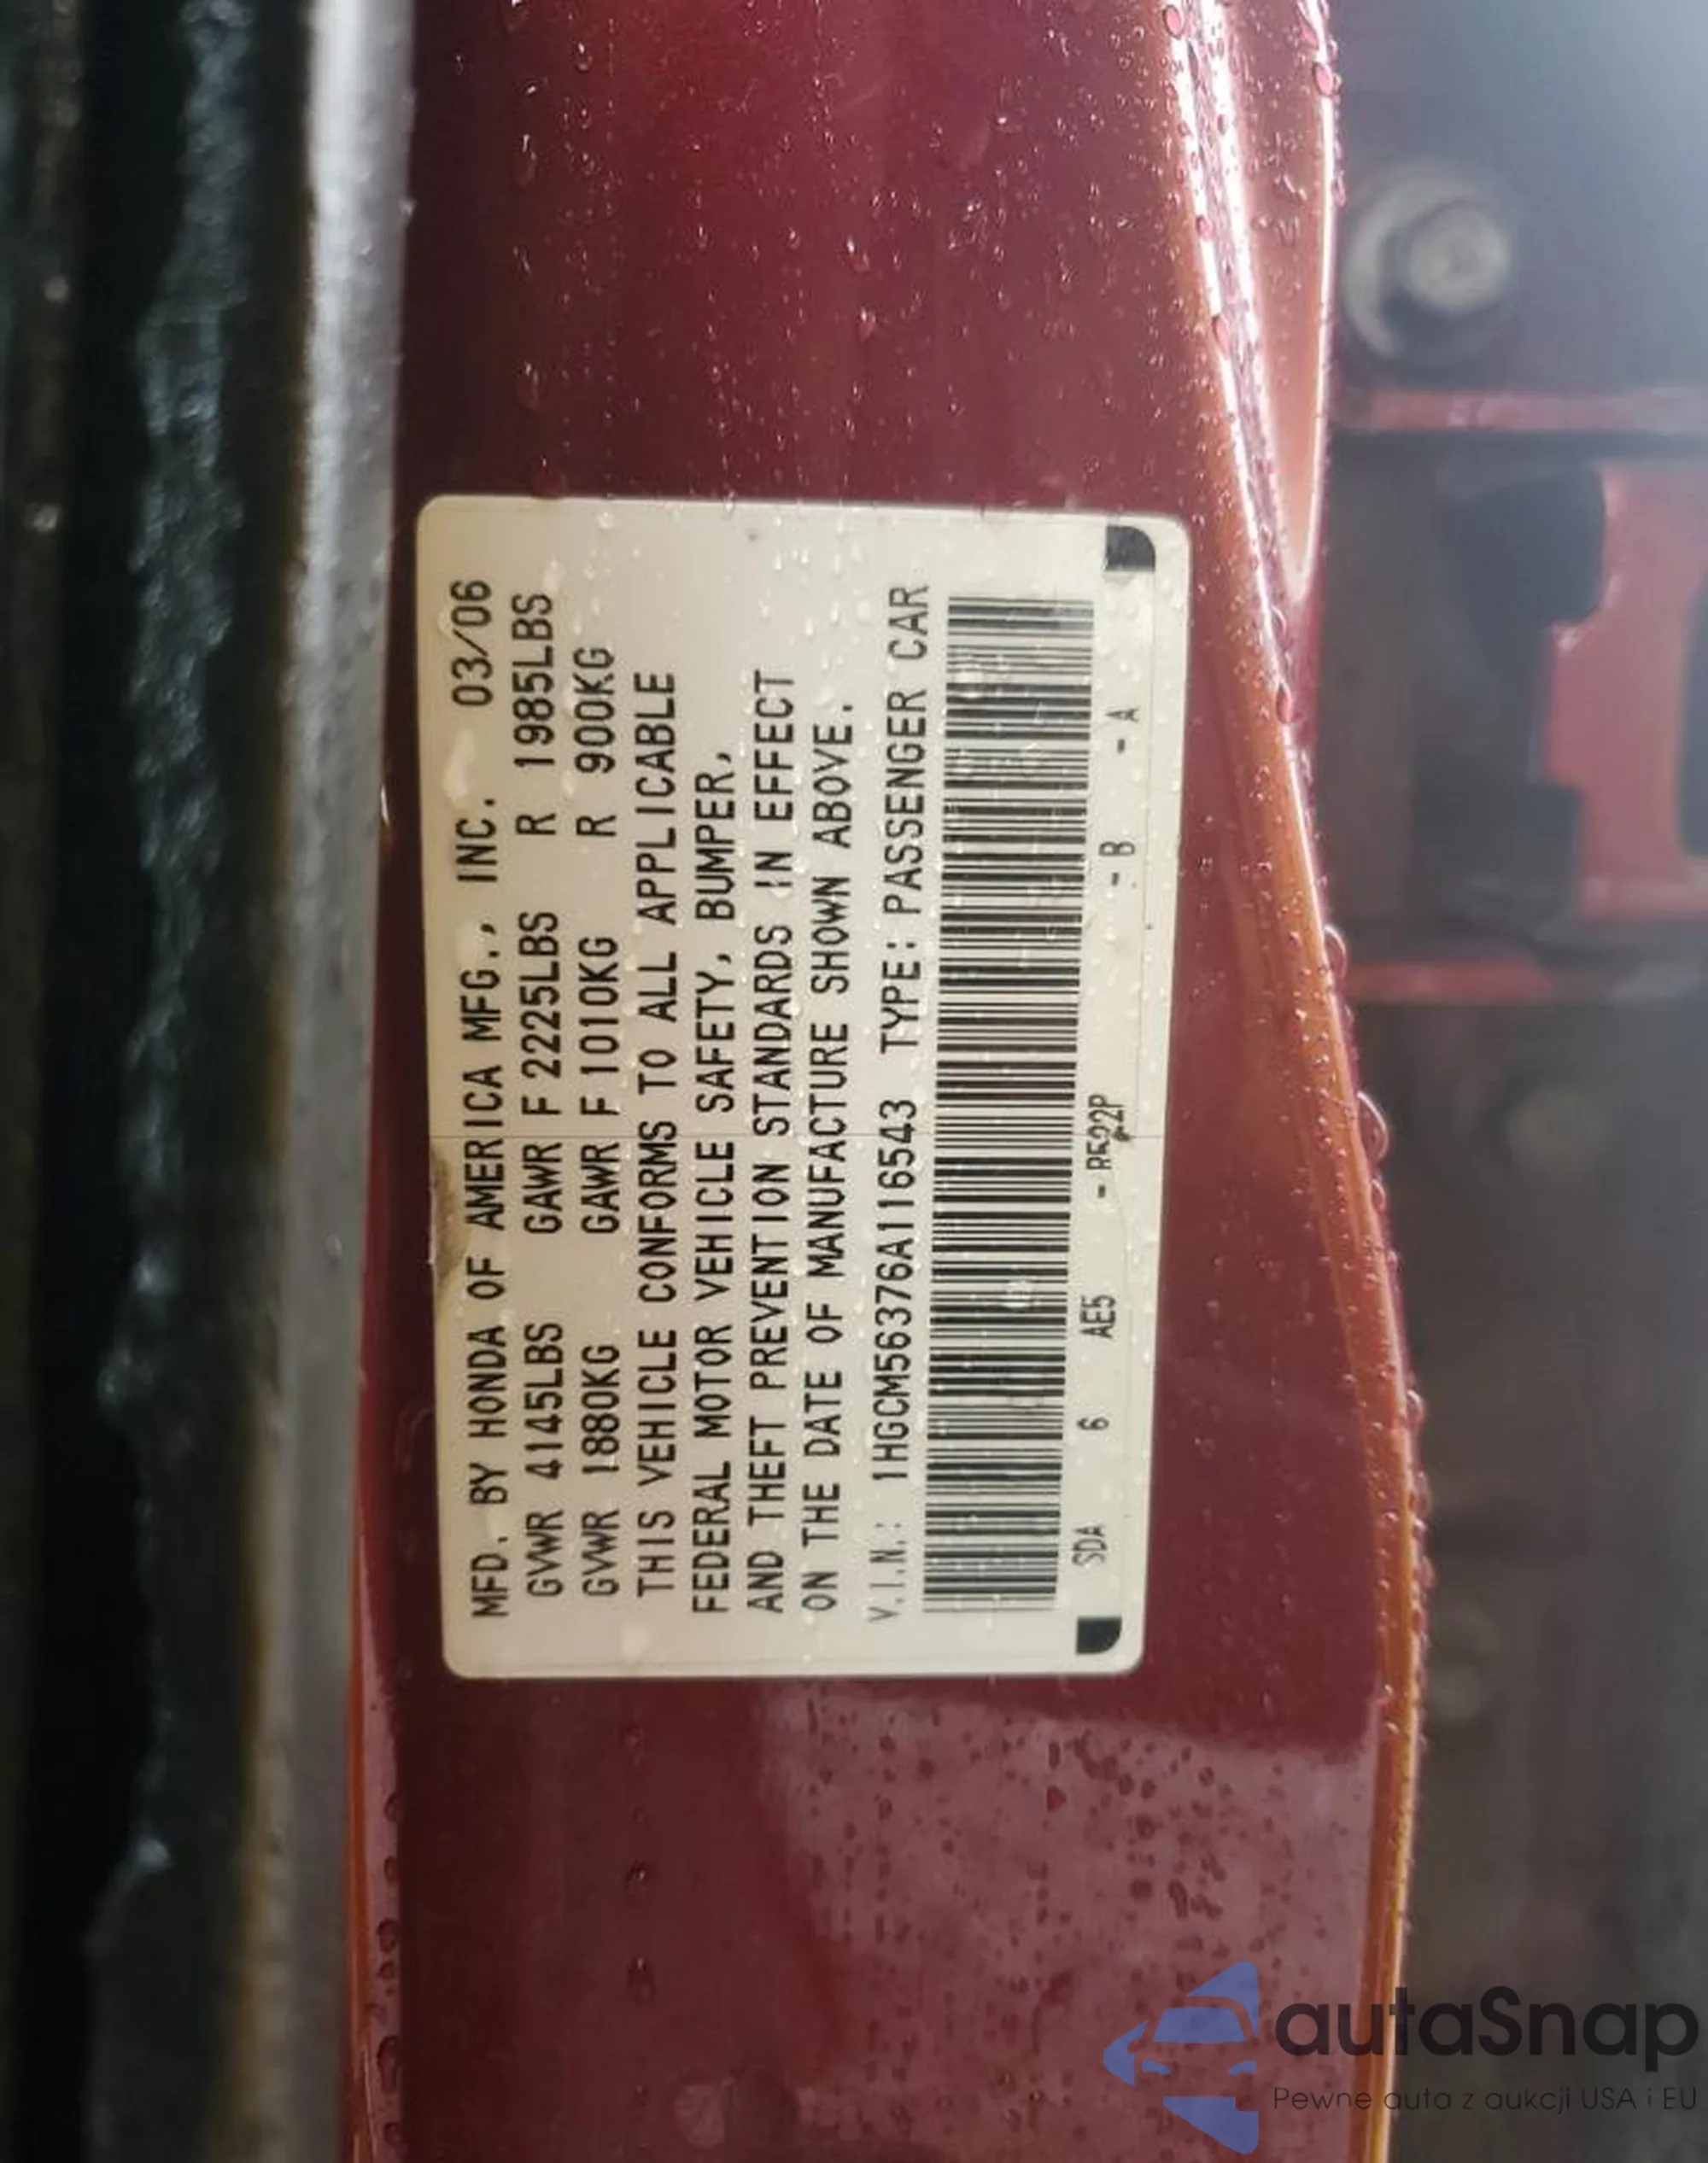 MFD. BY HONDA OF AMERICA MFG., INC. 03/06
GVWR 4145LBS GAWR F 2225LBS R 1985LBS
GVWR 1880KG GAWR F 1010KG R 900KG
THIS VEHICLE CONFORMS TO ALL APPLICABLE
FEDERAL MOTOR VEHICLE SAFETY, BUMPER,
AND THEFT PREVENTION STANDARDS IN EFFECT
ON THE DATE OF MANUFACTURE SHOWN ABOVE.
V.I.N.: 1HGCM56376A116543 TYPE: PASSENGER CAR
SDA 6 AE5 - R522P - B - A
autaSnap
Pewne auta z aukcji USA i EU